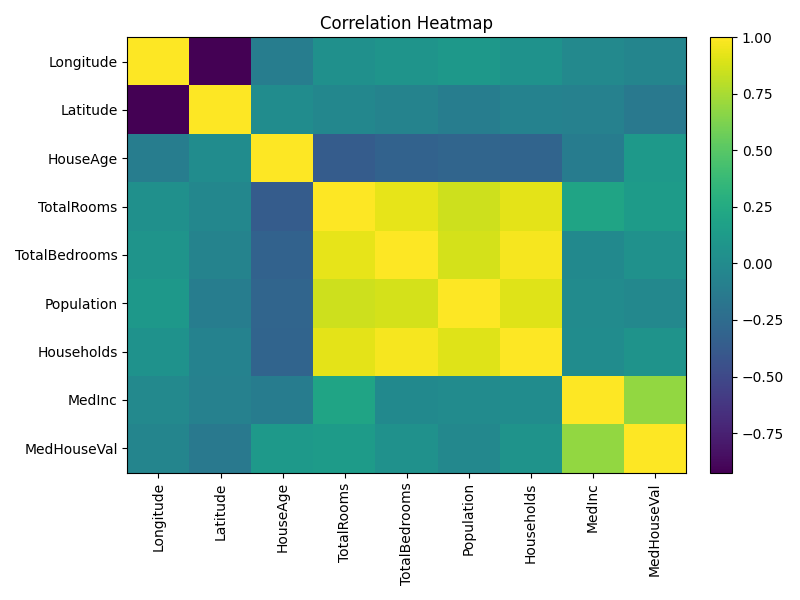 Correlation Heatmap
Longitude
Latitude
HouseAge
TotalRooms
TotalBedrooms
Population
Households
MedInc
MedHouseVal
Longitude
Latitude
HouseAge
TotalRooms
TotalBedrooms
Population
Households
MedInc
MedHouseVal
1.00
0.75
0.50
0.25
0.00
−0.25
−0.50
−0.75